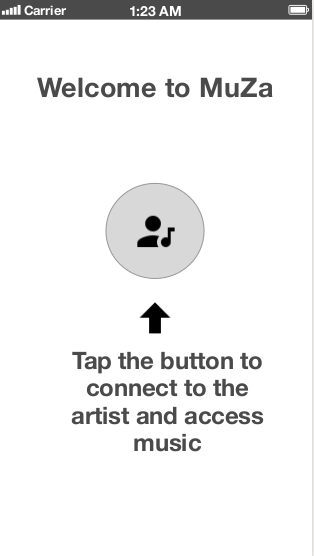 Carrier 1:23 AM
Welcome to MuZa
Tap the button to
connect to the
artist and access
music